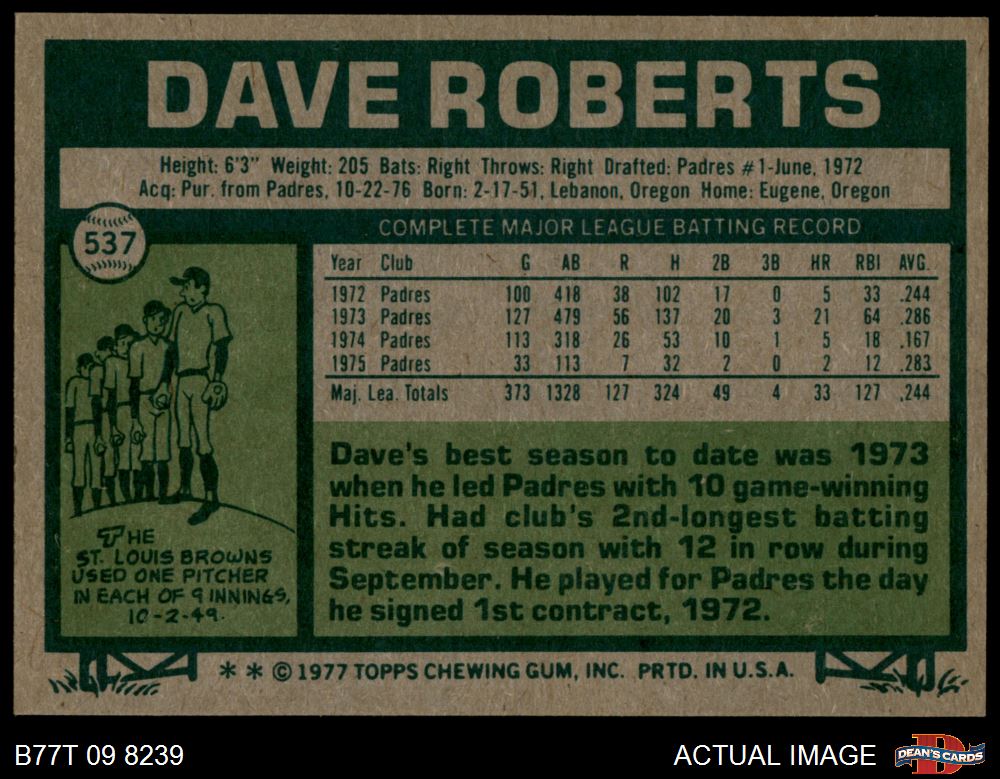 DAVE ROBERTS
Height: 6'3" Weight: 205 Bats: Right Throws: Right Drafted: Padres #1-June, 1972
Acq: Pur. from Padres, 10-22-76 Born: 2-17-51, Lebanon, Oregon Home: Eugene, Oregon
537
COMPLETE MAJOR LEAGUE BATTING RECORD
Year Club G AB R H 2B 3B HR RBI AVG.
1972 Padres 100 418 38 102 17 0 5 33 .244
1973 Padres 127 479 56 137 20 3 21 64 .286
1974 Padres 113 318 26 53 10 1 5 18 .167
1975 Padres 33 113 7 32 2 0 2 12 .283
Maj. Lea. Totals 373 1328 127 324 49 4 33 127 .244
THE
ST. LOUIS BROWNS
USED ONE PITCHER
IN EACH OF 9 INNINGS,
10-2-49.
Dave's best season to date was 1973
when he led Padres with 10 game-winning
Hits. Had club's 2nd-longest batting
streak of season with 12 in row during
September. He played for Padres the day
he signed 1st contract, 1972.
* * © 1977 TOPPS CHEWING GUM, INC. PRTD. IN U.S.A.
B77T 09 8239
ACTUAL IMAGE
D
DEAN'S CARDS